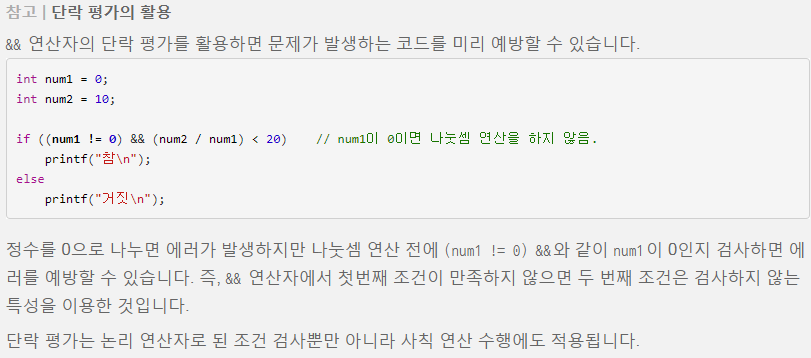 참고 | 단락 평가의 활용
&& 연산자의 단락 평가를 활용하면 문제가 발생하는 코드를 미리 예방할 수 있습니다.
int num1 = 0;
int num2 = 10;
if ((num1 != 0) && (num2 / num1) < 20)    // num1이 0이면 나눗셈 연산을 하지 않음.
    printf("참\n");
else
    printf("거짓\n");
정수를 0으로 나누면 에러가 발생하지만 나눗셈 연산 전에 (num1 != 0) &&와 같이 num1이 0인지 검사하면 에
러를 예방할 수 있습니다. 즉, && 연산자에서 첫번째 조건이 만족하지 않으면 두 번째 조건은 검사하지 않는
특성을 이용한 것입니다.
단락 평가는 논리 연산자로 된 조건 검사뿐만 아니라 사칙 연산 수행에도 적용됩니다.